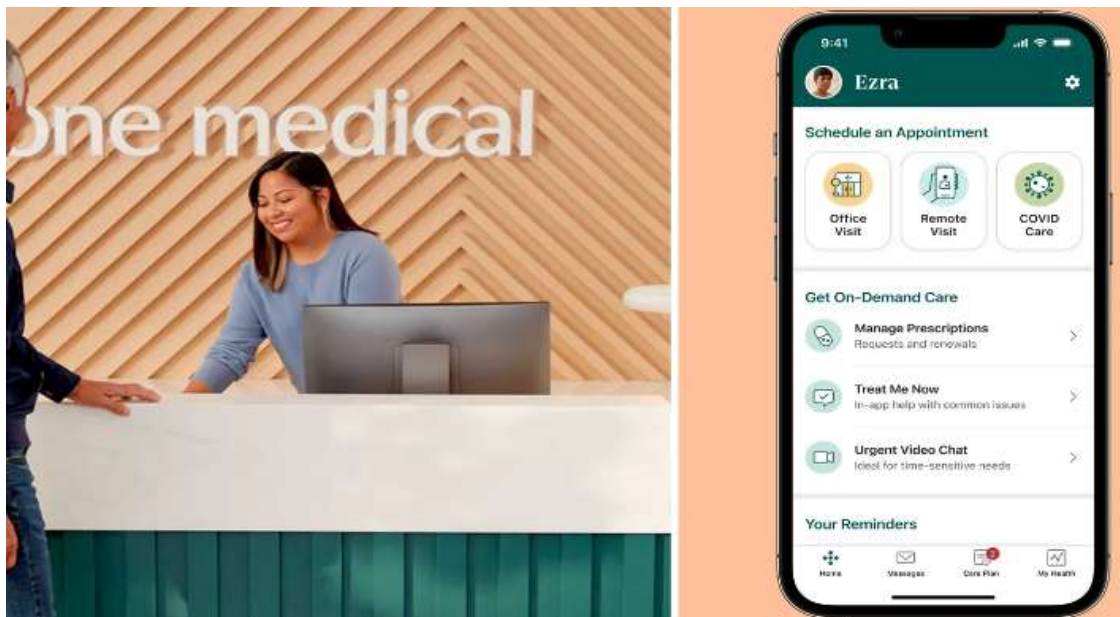 one medical
9:41
Ezra
Schedule an Appointment
Office
Visit
Remote
Visit
COVID
Care
Get On-Demand Care
Manage Prescriptions
Requests and renewals
Treat Me Now
In-app help with common issues
Urgent Video Chat
Ideal for time-sensitive needs
Your Reminders
Home
Messages
Care Plan
My Health